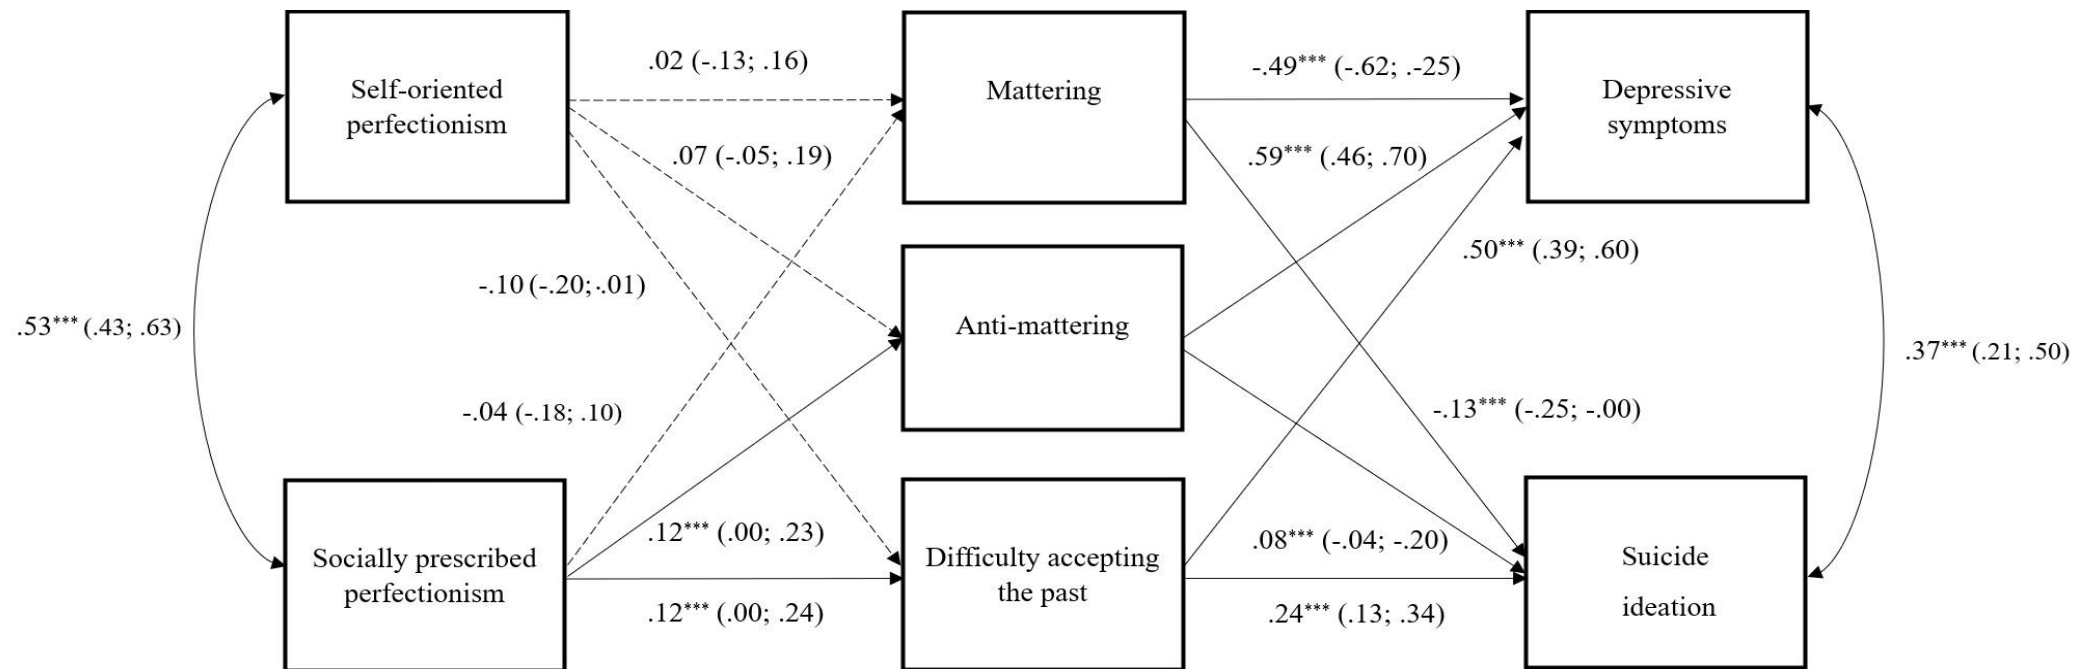 Self-oriented
perfectionism
.02 (-.13; .16)
Mattering
-.49*** (-.62; .-25)
Depressive
symptoms
.07 (-.05; .19)
.59*** (.46; .70)
.50*** (.39; .60)
-.10 (-.20; .01)
.53*** (.43; .63)
Anti-mattering
.37*** (.21; .50)
-.04 (-.18; .10)
-.13*** (-.25; -.00)
Socially prescribed
perfectionism
.12*** (.00; .23)
.12*** (.00; .24)
Difficulty accepting
the past
.08*** (-.04; -.20)
.24*** (.13; .34)
Suicide
ideation